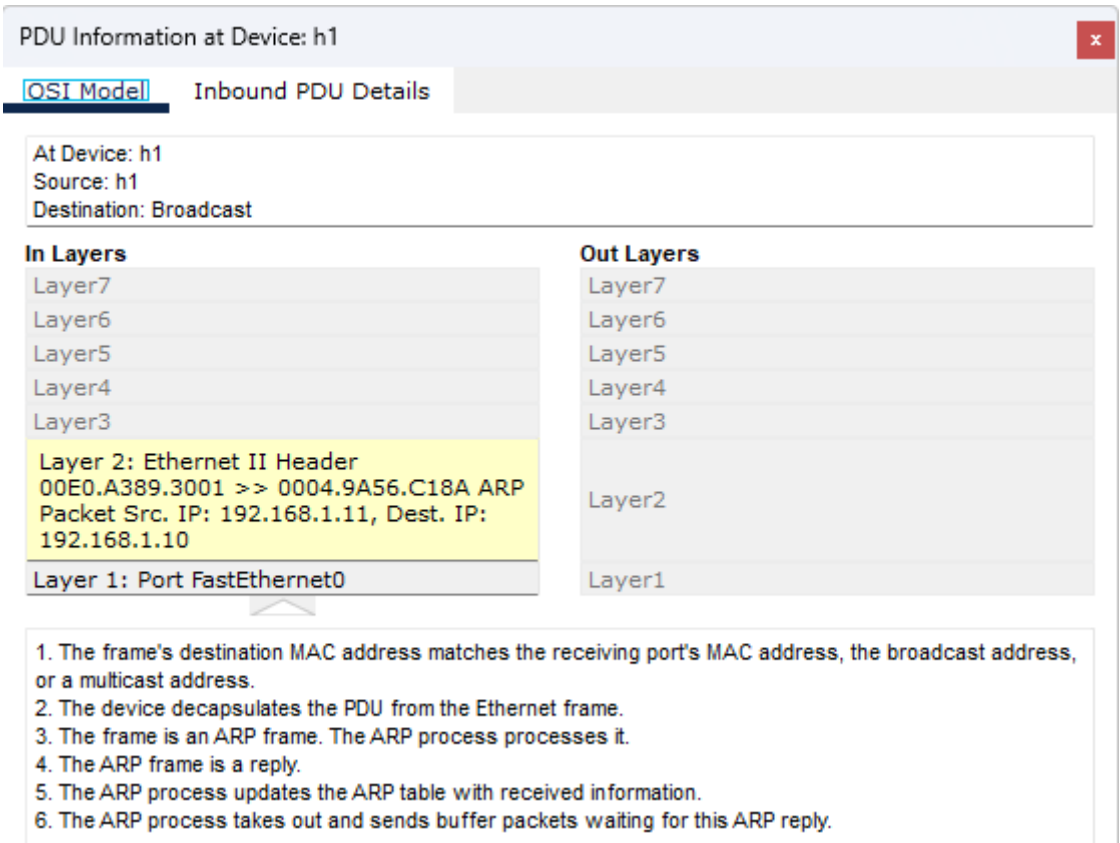 PDU Information at Device: h1
x
OSI Model
Inbound PDU Details
At Device: h1
Source: h1
Destination: Broadcast
In Layers
Layer7
Layer6
Layer5
Layer4
Layer3
Layer 2: Ethernet II Header
00E0.A389.3001 >> 0004.9A56.C18A ARP
Packet Src. IP: 192.168.1.11, Dest. IP:
192.168.1.10
Layer 1: Port FastEthernet0
Out Layers
Layer7
Layer6
Layer5
Layer4
Layer3
Layer2
Layer1
1. The frame's destination MAC address matches the receiving port's MAC address, the broadcast address,
or a multicast address.
2. The device decapsulates the PDU from the Ethernet frame.
3. The frame is an ARP frame. The ARP process processes it.
4. The ARP frame is a reply.
5. The ARP process updates the ARP table with received information.
6. The ARP process takes out and sends buffer packets waiting for this ARP reply.